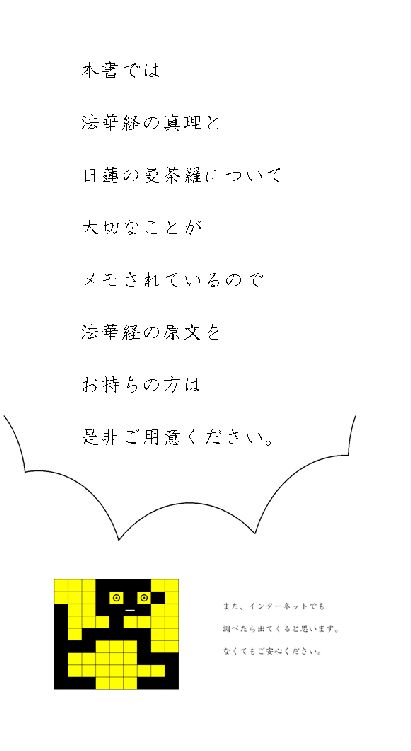 本書では
法華経の真理と
日蓮の曼荼羅について
大切なことが
メモされているので
法華経の原文を
お持ちの方は
是非ご用意ください。
また、インターネットでも
調べたら出てくると思います。
なくてもご安心ください。